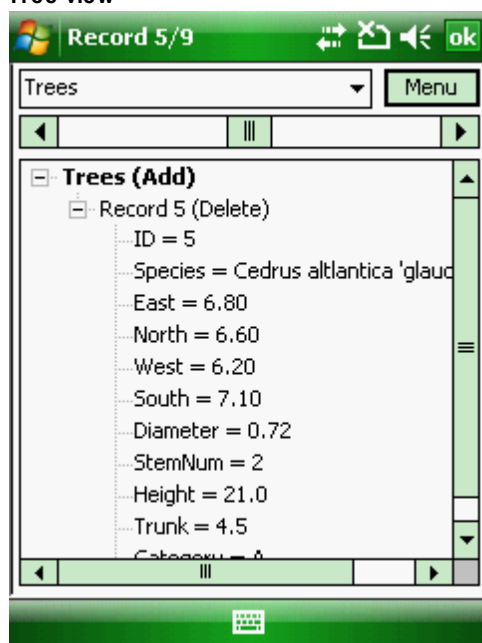 Tree view
Record 5/9
ok
Trees
Menu
Trees (Add)
Record 5 (Delete)
ID = 5
Species = Cedrus altlantica 'glauc
East = 6.80
North = 6.60
West = 6.20
South = 7.10
Diameter = 0.72
StemNum = 2
Height = 21.0
Trunk = 4.5
Category = A